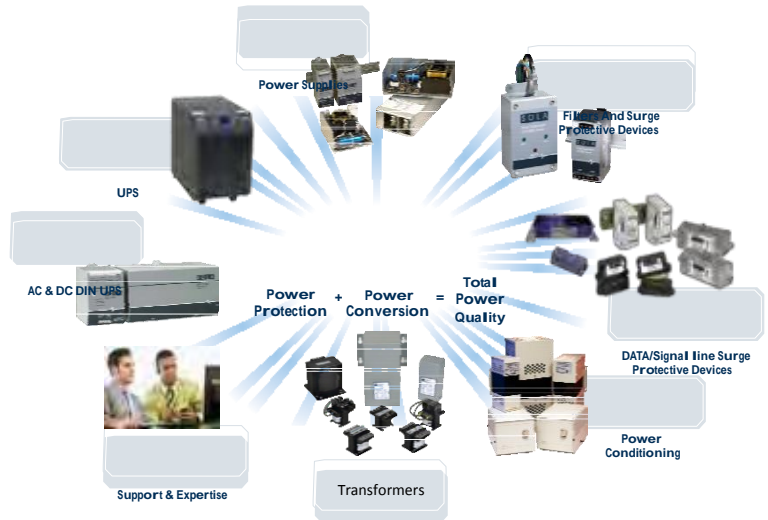 Power Supplies
Filters And Surge
Protective Devices
SOLA
UPS
AC & DC DIN UPS
Power
Protection
+
Power
Conversion
=
Total
Power
Quality
DATA/Signal line Surge
Protective Devices
Power
Conditioning
Support & Expertise
Transformers